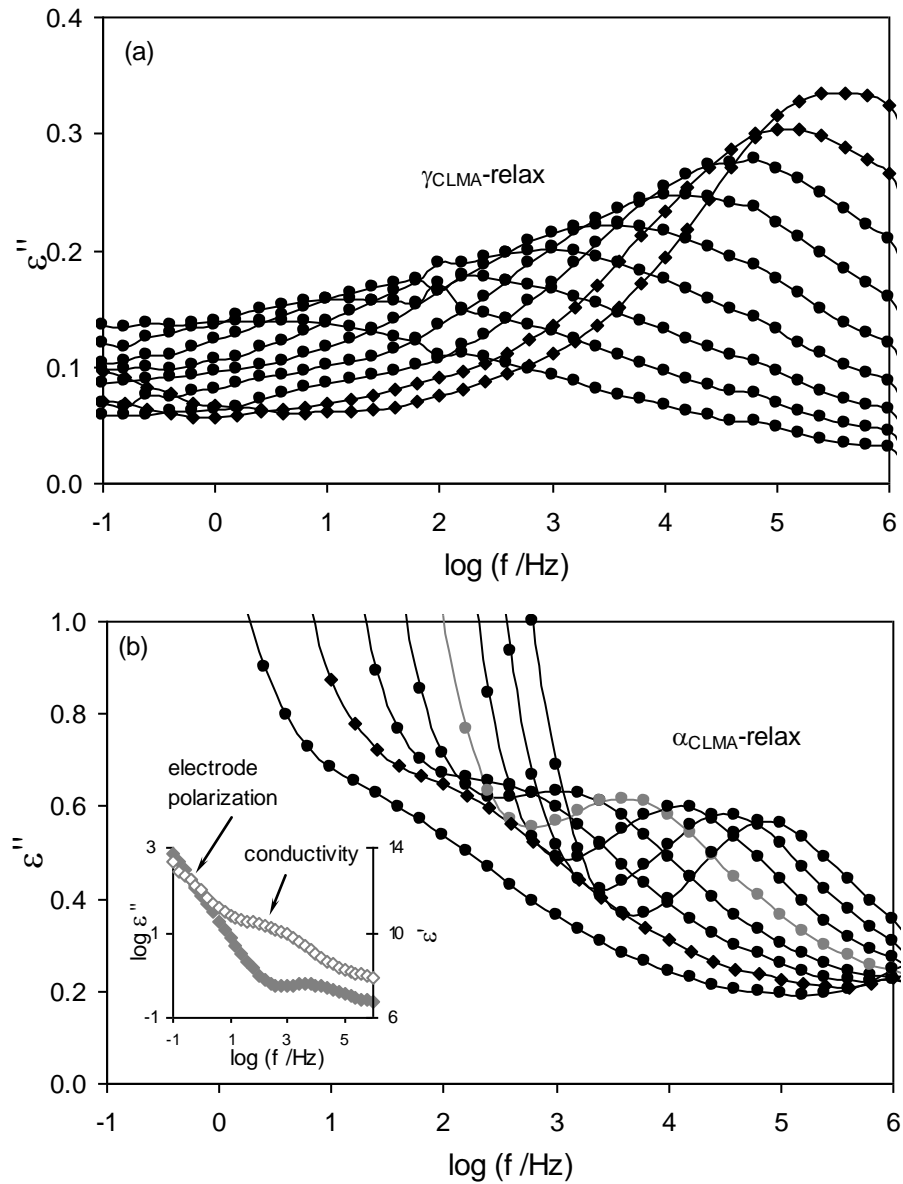 (a)
0.4
0.3
0.2
0.1
0.0
ε"
γCLMA-relax
-1 0 1 2 3 4 5 6
log (f /Hz)
(b)
1.0
0.8
0.6
0.4
0.2
0.0
ε"
αCLMA-relax
electrode
polarization
conductivity
3
1
-1
log ε"
14
10
6
ε'
-1 1 3 5
log (f /Hz)
-1 0 1 2 3 4 5 6
log (f /Hz)